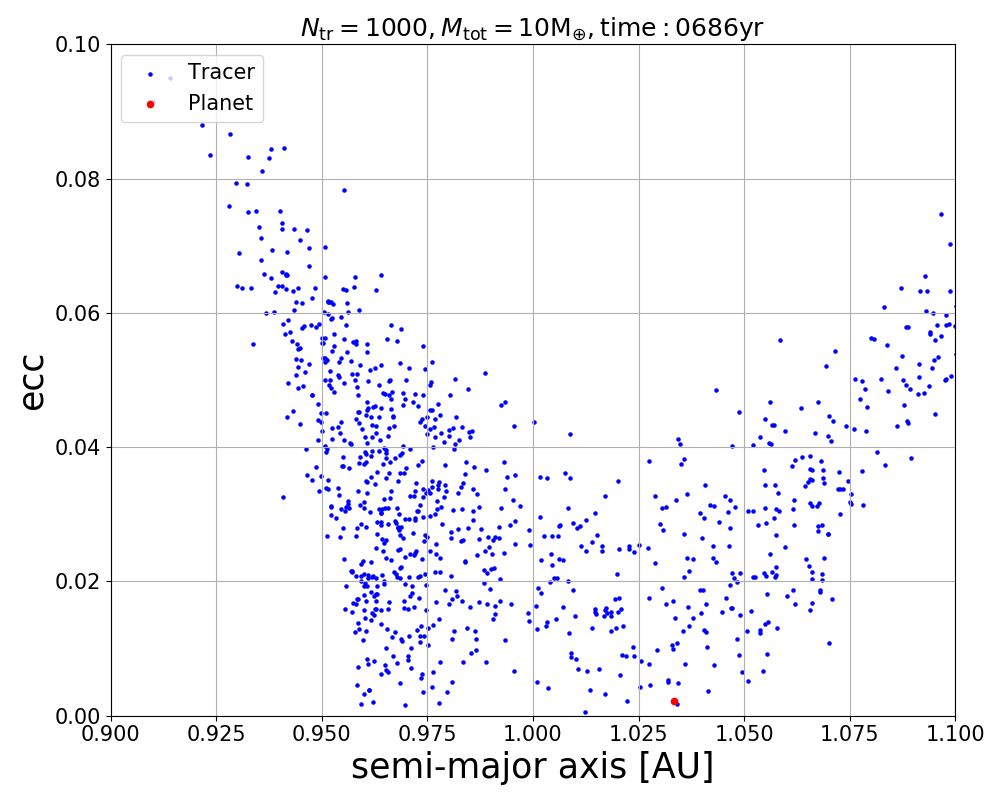 N_tr = 1000, M_tot = 10M_⊕, time : 0686yr
0.10
Tracer
Planet
0.08
0.06
ecc
0.04
0.02
0.00
0.900 0.925 0.950 0.975 1.000 1.025 1.050 1.075 1.100
semi-major axis [AU]